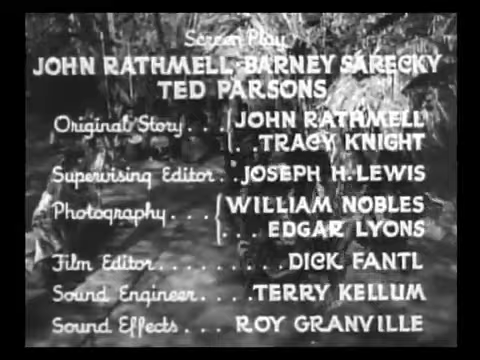 Screen Play
JOHN RATHMELL · BARNEY SARECKY
TED PARSONS
Original Story . . . JOHN RATHMELL
. . TRACY KNIGHT
Supervising Editor . . JOSEPH H. LEWIS
Photography . . . WILLIAM NOBLES
. . . EDGAR LYONS
Film Editor . . . . . . . . . DICK FANTL
Sound Engineer . . . . TERRY KELLUM
Sound Effects . . . . ROY GRANVILLE